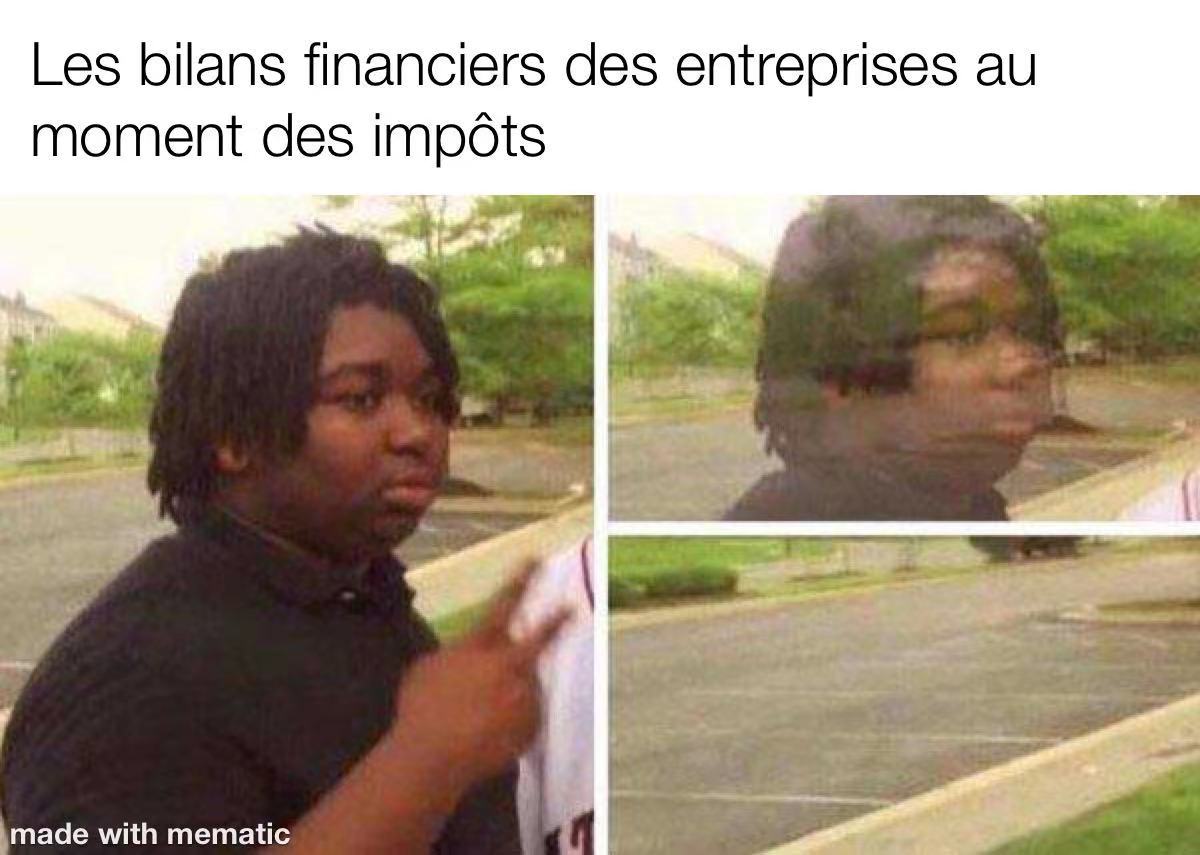 Les bilans financiers des entreprises au
moment des impôts
made with mematic